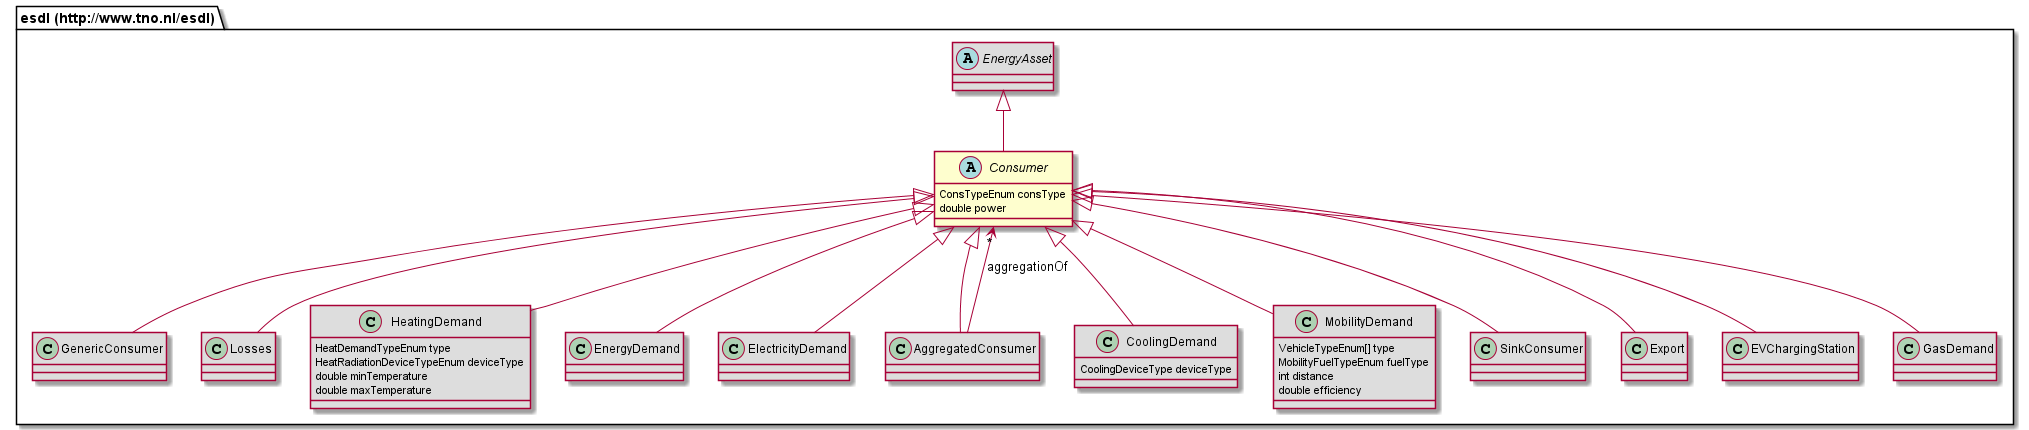 esdl (http://www.tno.nl/esdl)
A EnergyAsset
A Consumer
ConsTypeEnum consType
double power
*
aggregationOf
C GenericConsumer
C Losses
C HeatingDemand
HeatDemandTypeEnum type
HeatRadiationDeviceTypeEnum deviceType
double minTemperature
double maxTemperature
C EnergyDemand
C ElectricityDemand
C AggregatedConsumer
C CoolingDemand
CoolingDeviceType deviceType
C MobilityDemand
VehicleTypeEnum[] type
MobilityFuelTypeEnum fuelType
int distance
double efficiency
C SinkConsumer
C Export
C EVChargingStation
C GasDemand